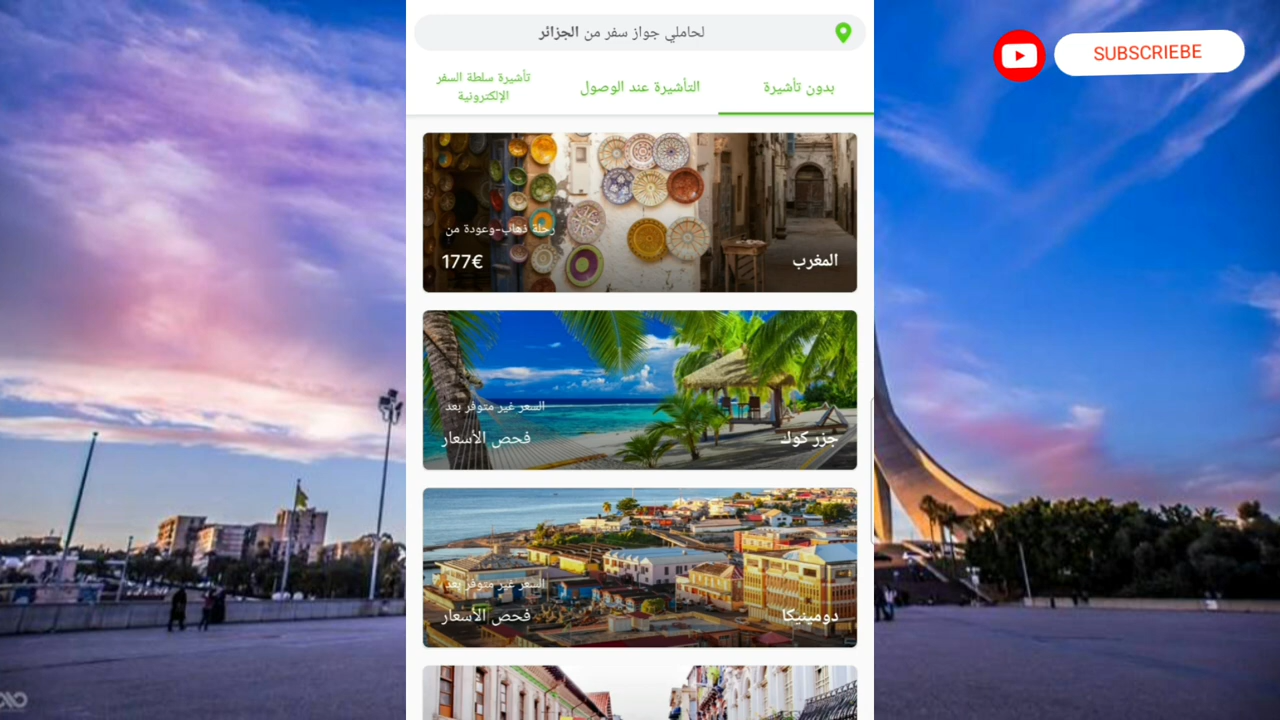 لحاملي جواز سفر من الجزائر
SUBSCRIEBE
بدون تأشيرة
التأشيرة عند الوصول
تأشيرة سلطة السفر
الإلكترونية
رحلة ذهاب-وعودة من
المغرب
177€
السعر غير متوفر بعد
جزر كوك
فحص الأسعار
السعر غير متوفر بعد
دومينيكا
فحص الأسعار